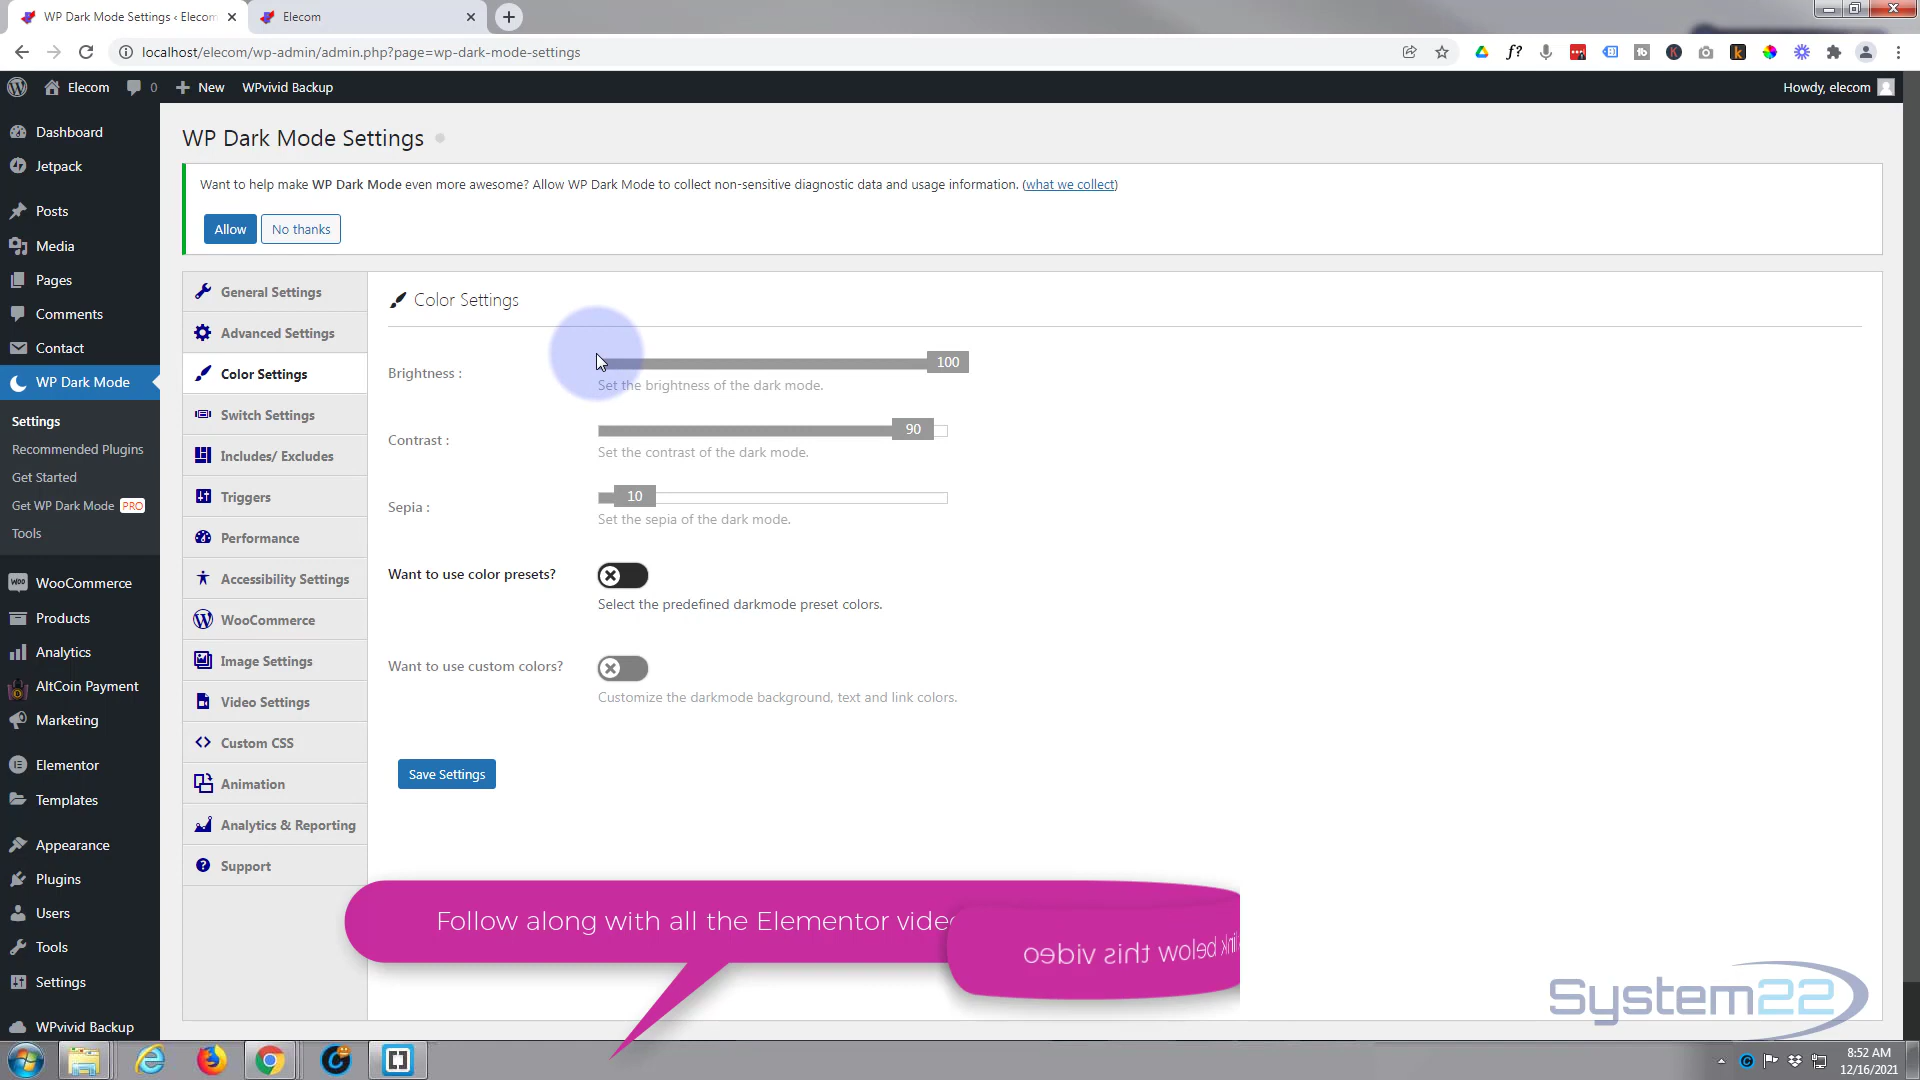 WP Dark Mode Settings ‹ Elecom
Elecom
localhost/elecom/wp-admin/admin.php?page=wp-dark-mode-settings
Elecom
0
New
WPvivid Backup
Howdy, elecom
Dashboard
Jetpack
Posts
Media
Pages
Comments
Contact
WP Dark Mode
Settings
Recommended Plugins
Get Started
Get WP Dark Mode PRO
Tools
WooCommerce
Products
Analytics
AltCoin Payment
Marketing
Elementor
Templates
Appearance
Plugins
Users
Tools
Settings
WPvivid Backup
WP Dark Mode Settings
Want to help make WP Dark Mode even more awesome? Allow WP Dark Mode to collect non-sensitive diagnostic data and usage information. (what we collect)
Allow
No thanks
General Settings
Advanced Settings
Color Settings
Switch Settings
Includes/ Excludes
Triggers
Performance
Accessibility Settings
WooCommerce
Image Settings
Video Settings
Custom CSS
Animation
Analytics & Reporting
Support
Color Settings
Brightness :
100
Set the brightness of the dark mode.
Contrast :
90
Set the contrast of the dark mode.
Sepia :
10
Set the sepia of the dark mode.
Want to use color presets?
Select the predefined darkmode preset colors.
Want to use custom colors?
Customize the darkmode background, text and link colors.
Save Settings
Follow along with all the Elementor
link below this video
System22
8:52 AM
12/16/2021